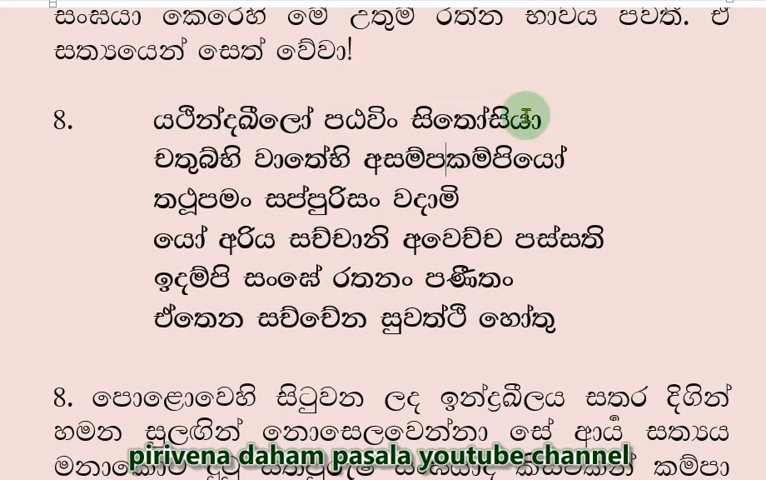 සංඝයා කෙරෙහි මේ උතුම් රත්න භාවය පවතී. ඒ
සත්‍යයෙන් සෙත් වේවා!
8. යථින්දඛීලෝ පඨවිං සිතෝසියා
චතුබ්භි වාතේභි අසම්පකම්පියෝ
තථූපමං සප්පුරිසං වදාමි
යෝ අරිය සච්චානි අවෙච්ච පස්සති
ඉදම්පි සංඝේ රතනං පණීතං
ඒතෙන සච්චේන සුවත්ථි හෝතු
8. පොළොවෙහි සිටුවන ලද ඉන්ද්‍රඛීලය සතර දිගින්
හමන සුලඟින් නොසෙලවෙන්නා සේ ආර්‍ය සත්‍යය
කම්පා
pirivena daham pasala youtube channel